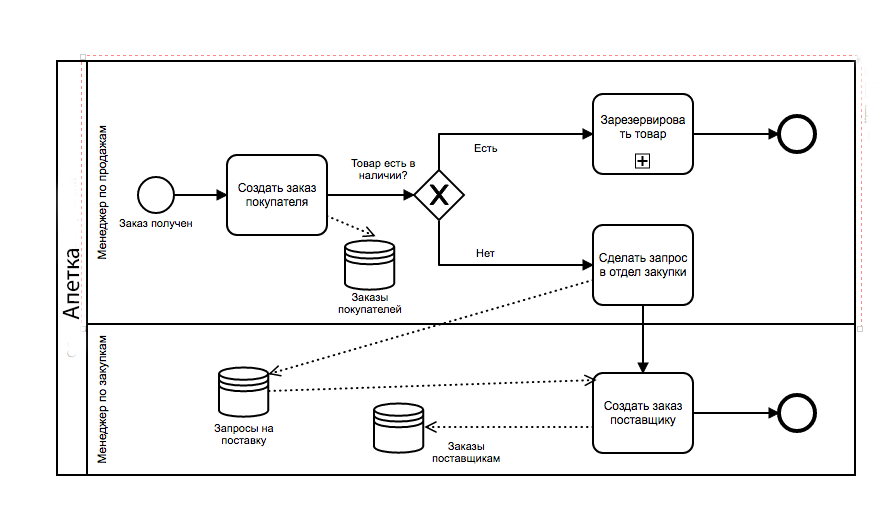 Апетка
Менеджер по продажам
Заказ получен
Создать заказ
покупателя
Товар есть в
наличии?
Есть
Зарезервирова
ть товар
Нет
Сделать запрос
в отдел закупки
Заказы
покупателей
Менеджер по закупкам
Запросы на
поставку
Заказы
поставщикам
Создать заказ
поставщику